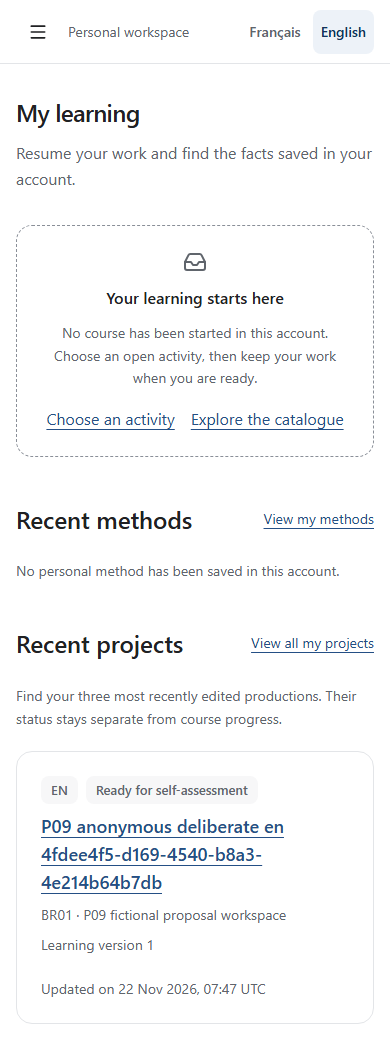 Personal workspace
Français
English
My learning
Resume your work and find the facts saved in your
account.
Your learning starts here
No course has been started in this account.
Choose an open activity, then keep your work
when you are ready.
Choose an activity
Explore the catalogue
Recent methods
View my methods
No personal method has been saved in this account.
Recent projects
View all my projects
Find your three most recently edited productions. Their
status stays separate from course progress.
EN
Ready for self-assessment
P09 anonymous deliberate en
4fdee4f5-d169-4540-b8a3-
4e214b64b7db
BR01 · P09 fictional proposal workspace
Learning version 1
Updated on 22 Nov 2026, 07:47 UTC